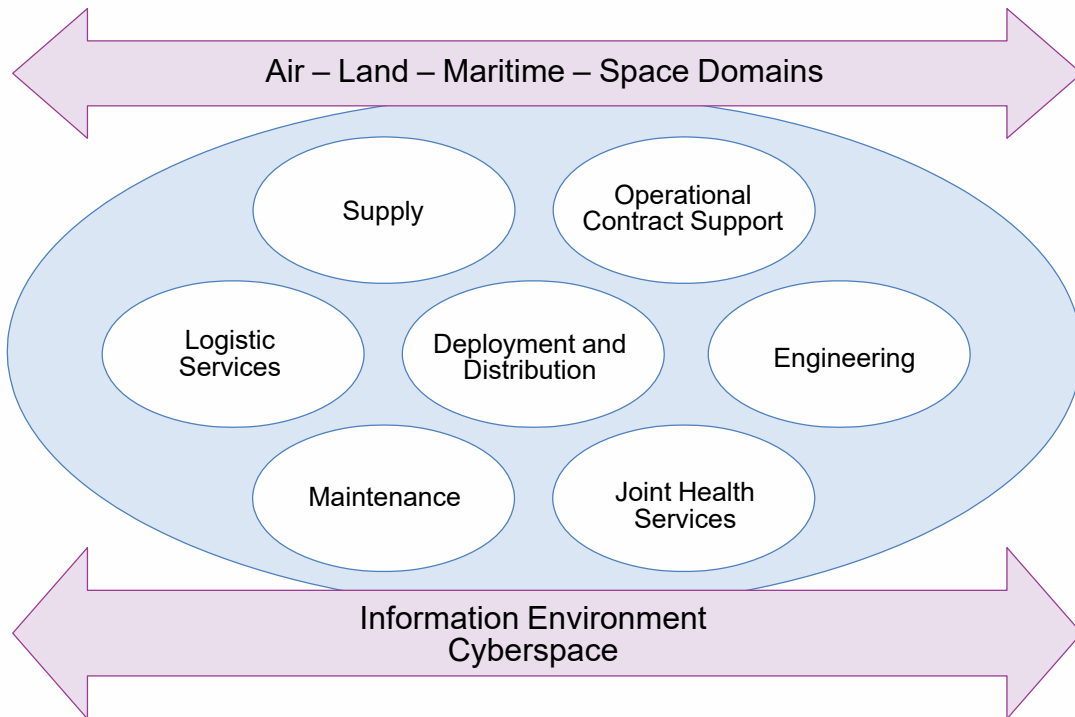 Air – Land – Maritime – Space Domains
Supply
Operational
Contract Support
Logistic
Services
Deployment and
Distribution
Engineering
Maintenance
Joint Health
Services
Information Environment
Cyberspace